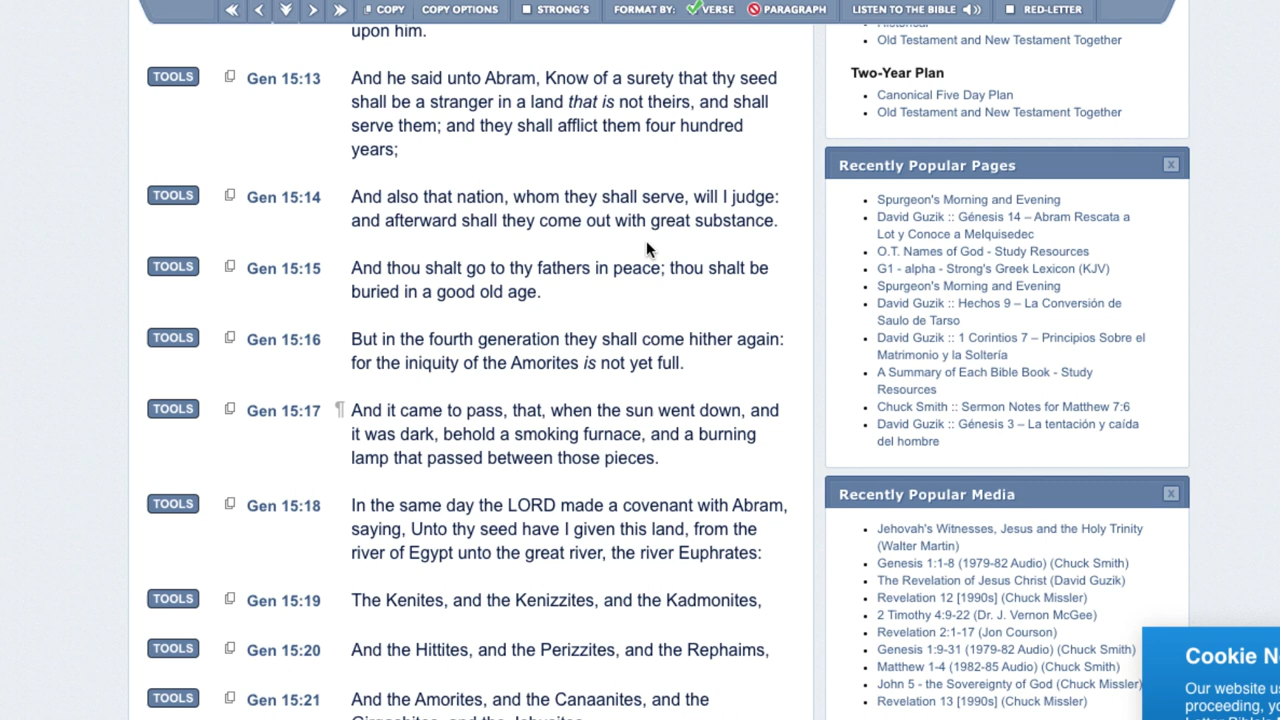 COPY COPY OPTIONS STRONG'S FORMAT BY: VERSE PARAGRAPH LISTEN TO THE BIBLE RED-LETTER
upon him.
TOOLS Gen 15:13 And he said unto Abram, Know of a surety that thy seed
shall be a stranger in a land that is not theirs, and shall
serve them; and they shall afflict them four hundred
years;
TOOLS Gen 15:14 And also that nation, whom they shall serve, will I judge:
and afterward shall they come out with great substance.
TOOLS Gen 15:15 And thou shalt go to thy fathers in peace; thou shalt be
buried in a good old age.
TOOLS Gen 15:16 But in the fourth generation they shall come hither again:
for the iniquity of the Amorites is not yet full.
TOOLS Gen 15:17 ¶ And it came to pass, that, when the sun went down, and
it was dark, behold a smoking furnace, and a burning
lamp that passed between those pieces.
TOOLS Gen 15:18 In the same day the LORD made a covenant with Abram,
saying, Unto thy seed have I given this land, from the
river of Egypt unto the great river, the river Euphrates:
TOOLS Gen 15:19 The Kenites, and the Kenizzites, and the Kadmonites,
TOOLS Gen 15:20 And the Hittites, and the Perizzites, and the Rephaims,
TOOLS Gen 15:21 And the Amorites, and the Canaanites, and the
Historical
Old Testament and New Testament Together
Two-Year Plan
Canonical Five Day Plan
Old Testament and New Testament Together
Recently Popular Pages X
Spurgeon's Morning and Evening
David Guzik :: Génesis 14 – Abram Rescata a
Lot y Conoce a Melquisedec
O.T. Names of God - Study Resources
G1 - alpha - Strong's Greek Lexicon (KJV)
Spurgeon's Morning and Evening
David Guzik :: Hechos 9 – La Conversión de
Saulo de Tarso
David Guzik :: 1 Corintios 7 – Principios Sobre el
Matrimonio y la Soltería
A Summary of Each Bible Book - Study
Resources
Chuck Smith :: Sermon Notes for Matthew 7:6
David Guzik :: Génesis 3 – La tentación y caída
del hombre
Recently Popular Media X
Jehovah's Witnesses, Jesus and the Holy Trinity
(Walter Martin)
Genesis 1:1-8 (1979-82 Audio) (Chuck Smith)
The Revelation of Jesus Christ (David Guzik)
Revelation 12 [1990s] (Chuck Missler)
2 Timothy 4:9-22 (Dr. J. Vernon McGee)
Revelation 2:1-17 (Jon Courson)
Genesis 1:9-31 (1979-82 Audio) (Chuck Smith)
Matthew 1-4 (1982-85 Audio) (Chuck Smith)
John 5 - the Sovereignty of God (Chuck Missler)
Revelation 13 [1990s] (Chuck Missler)
Cookie N
Our website us
proceeding, yo